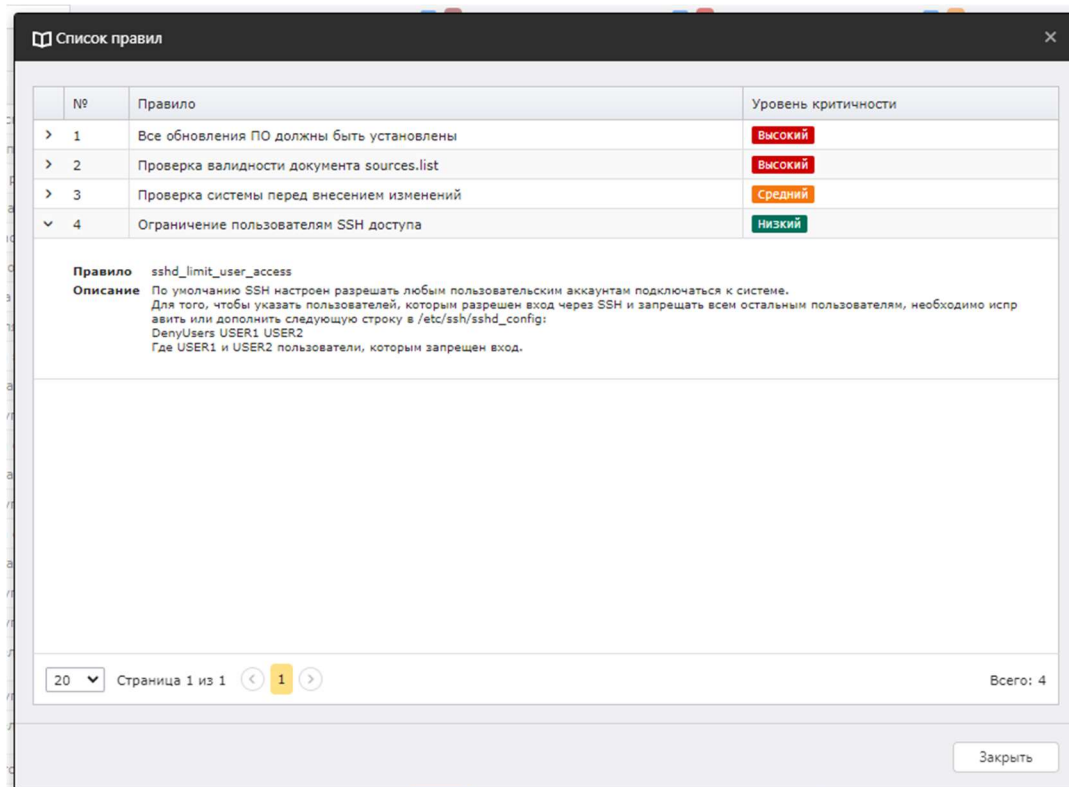 Список правил
№ Правило Уровень критичности
1 Все обновления ПО должны быть установлены Высокий
2 Проверка валидности документа sources.list Высокий
3 Проверка системы перед внесением изменений Средний
4 Ограничение пользователям SSH доступа Низкий
Правило sshd_limit_user_access
Описание По умолчанию SSH настроен разрешать любым пользовательским аккаунтам подключаться к системе.
Для того, чтобы указать пользователей, которым разрешен вход через SSH и запрещать всем остальным пользователям, необходимо испр
авить или дополнить следующую строку в /etc/ssh/sshd_config:
DenyUsers USER1 USER2
Где USER1 и USER2 пользователи, которым запрещен вход.
20 Страница 1 из 1 1 Всего: 4
Закрыть